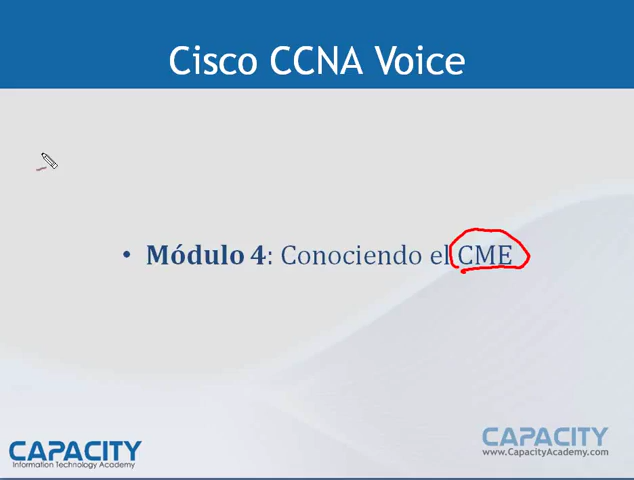 Cisco CCNA Voice
• Módulo 4: Conociendo el CME
CAPACITY
Information Technology Academy
CAPACITY
www.CapacityAcademy.com